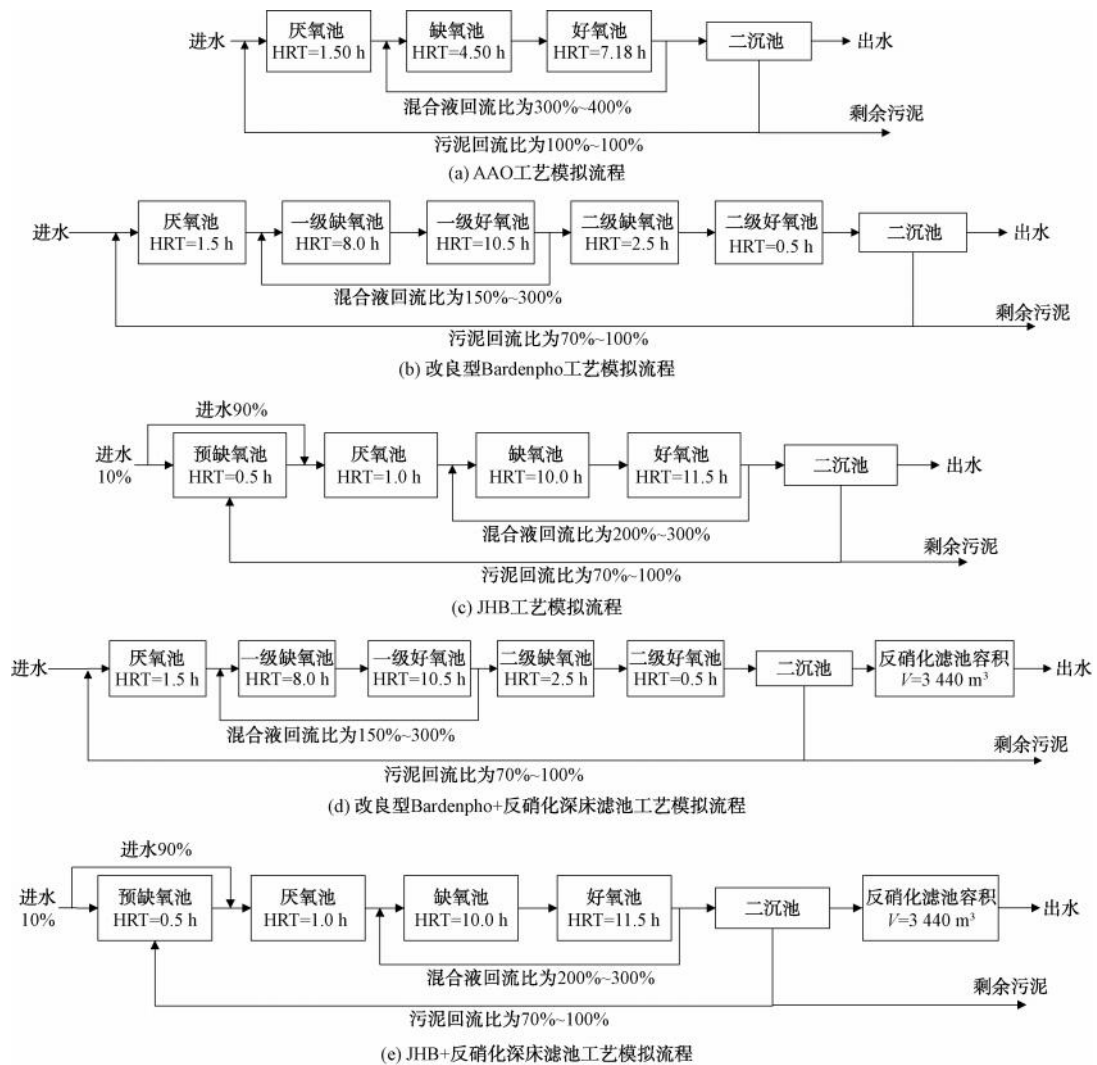 进水
厌氧池
HRT=1.50 h
缺氧池
HRT=4.50 h
好氧池
HRT=7.18 h
二沉池
出水
混合液回流比为300%~400%
剩余污泥
污泥回流比为100%~100%
(a) AAO工艺模拟流程
进水
厌氧池
HRT=1.5 h
一级缺氧池
HRT=8.0 h
一级好氧池
HRT=10.5 h
二级缺氧池
HRT=2.5 h
二级好氧池
HRT=0.5 h
二沉池
出水
混合液回流比为150%~300%
剩余污泥
污泥回流比为70%~100%
(b) 改良型Bardenpho工艺模拟流程
进水90%
进水
10%
预缺氧池
HRT=0.5 h
厌氧池
HRT=1.0 h
缺氧池
HRT=10.0 h
好氧池
HRT=11.5 h
二沉池
出水
混合液回流比为200%~300%
剩余污泥
污泥回流比为70%~100%
(c) JHB工艺模拟流程
进水
厌氧池
HRT=1.5 h
一级缺氧池
HRT=8.0 h
一级好氧池
HRT=10.5 h
二级缺氧池
HRT=2.5 h
二级好氧池
HRT=0.5 h
二沉池
反硝化滤池容积
V=3 440 m³
出水
混合液回流比为150%~300%
剩余污泥
污泥回流比为70%~100%
(d) 改良型Bardenpho+反硝化深床滤池工艺模拟流程
进水90%
进水
10%
预缺氧池
HRT=0.5 h
厌氧池
HRT=1.0 h
缺氧池
HRT=10.0 h
好氧池
HRT=11.5 h
二沉池
反硝化滤池容积
V=3 440 m³
出水
混合液回流比为200%~300%
剩余污泥
污泥回流比为70%~100%
(e) JHB+反硝化深床滤池工艺模拟流程